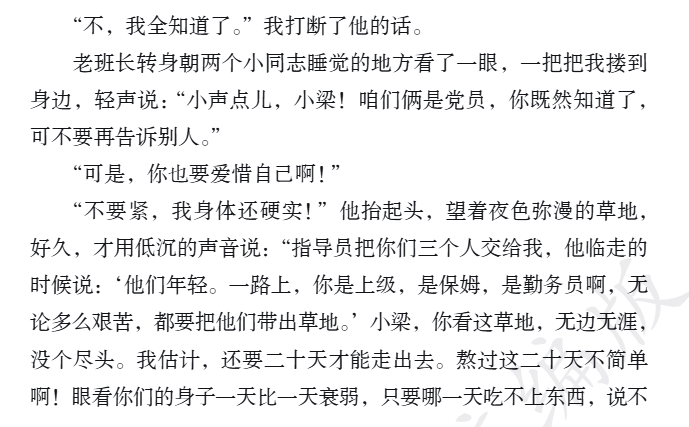 “不，我全知道了。”我打断了他的话。
老班长转身朝两个小同志睡觉的地方看了一眼，一把把我搂到
身边，轻声说：“小声点儿，小梁！咱们俩是党员，你既然知道了，
可不要再告诉别人。”
“可是，你也要爱惜自己啊！”
“不要紧，我身体还硬实！”他抬起头，望着夜色弥漫的草地，
好久，才用低沉的声音说：“指导员把你们三个人交给我，他临走的
时候说：‘他们年轻。一路上，你是上级，是保姆，是勤务员啊，无
论多么艰苦，都要把他们带出草地。’小梁，你看这草地，无边无涯，
没个尽头。我估计，还要二十天才能走出去。熬过这二十天不简单
啊！眼看你们的身子一天比一天衰弱，只要哪一天吃不上东西，说不
编版